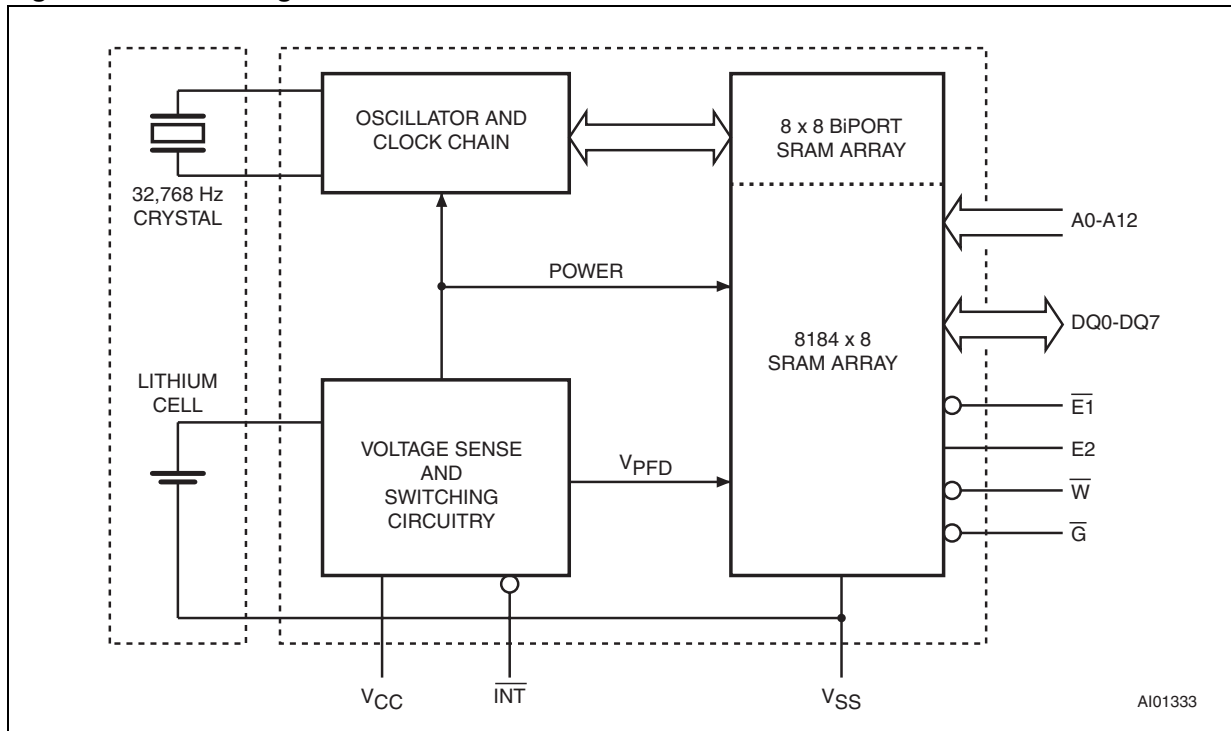 OSCILLATOR AND
CLOCK CHAIN
8 x 8 BiPORT
SRAM ARRAY
32,768 Hz
CRYSTAL
A0-A12
POWER
DQ0-DQ7
8184 x 8
SRAM ARRAY
LITHIUM
CELL
E1
VOLTAGE SENSE
AND
SWITCHING
CIRCUITRY
VPFD
E2
W
G
VCC
INT
VSS
AI01333